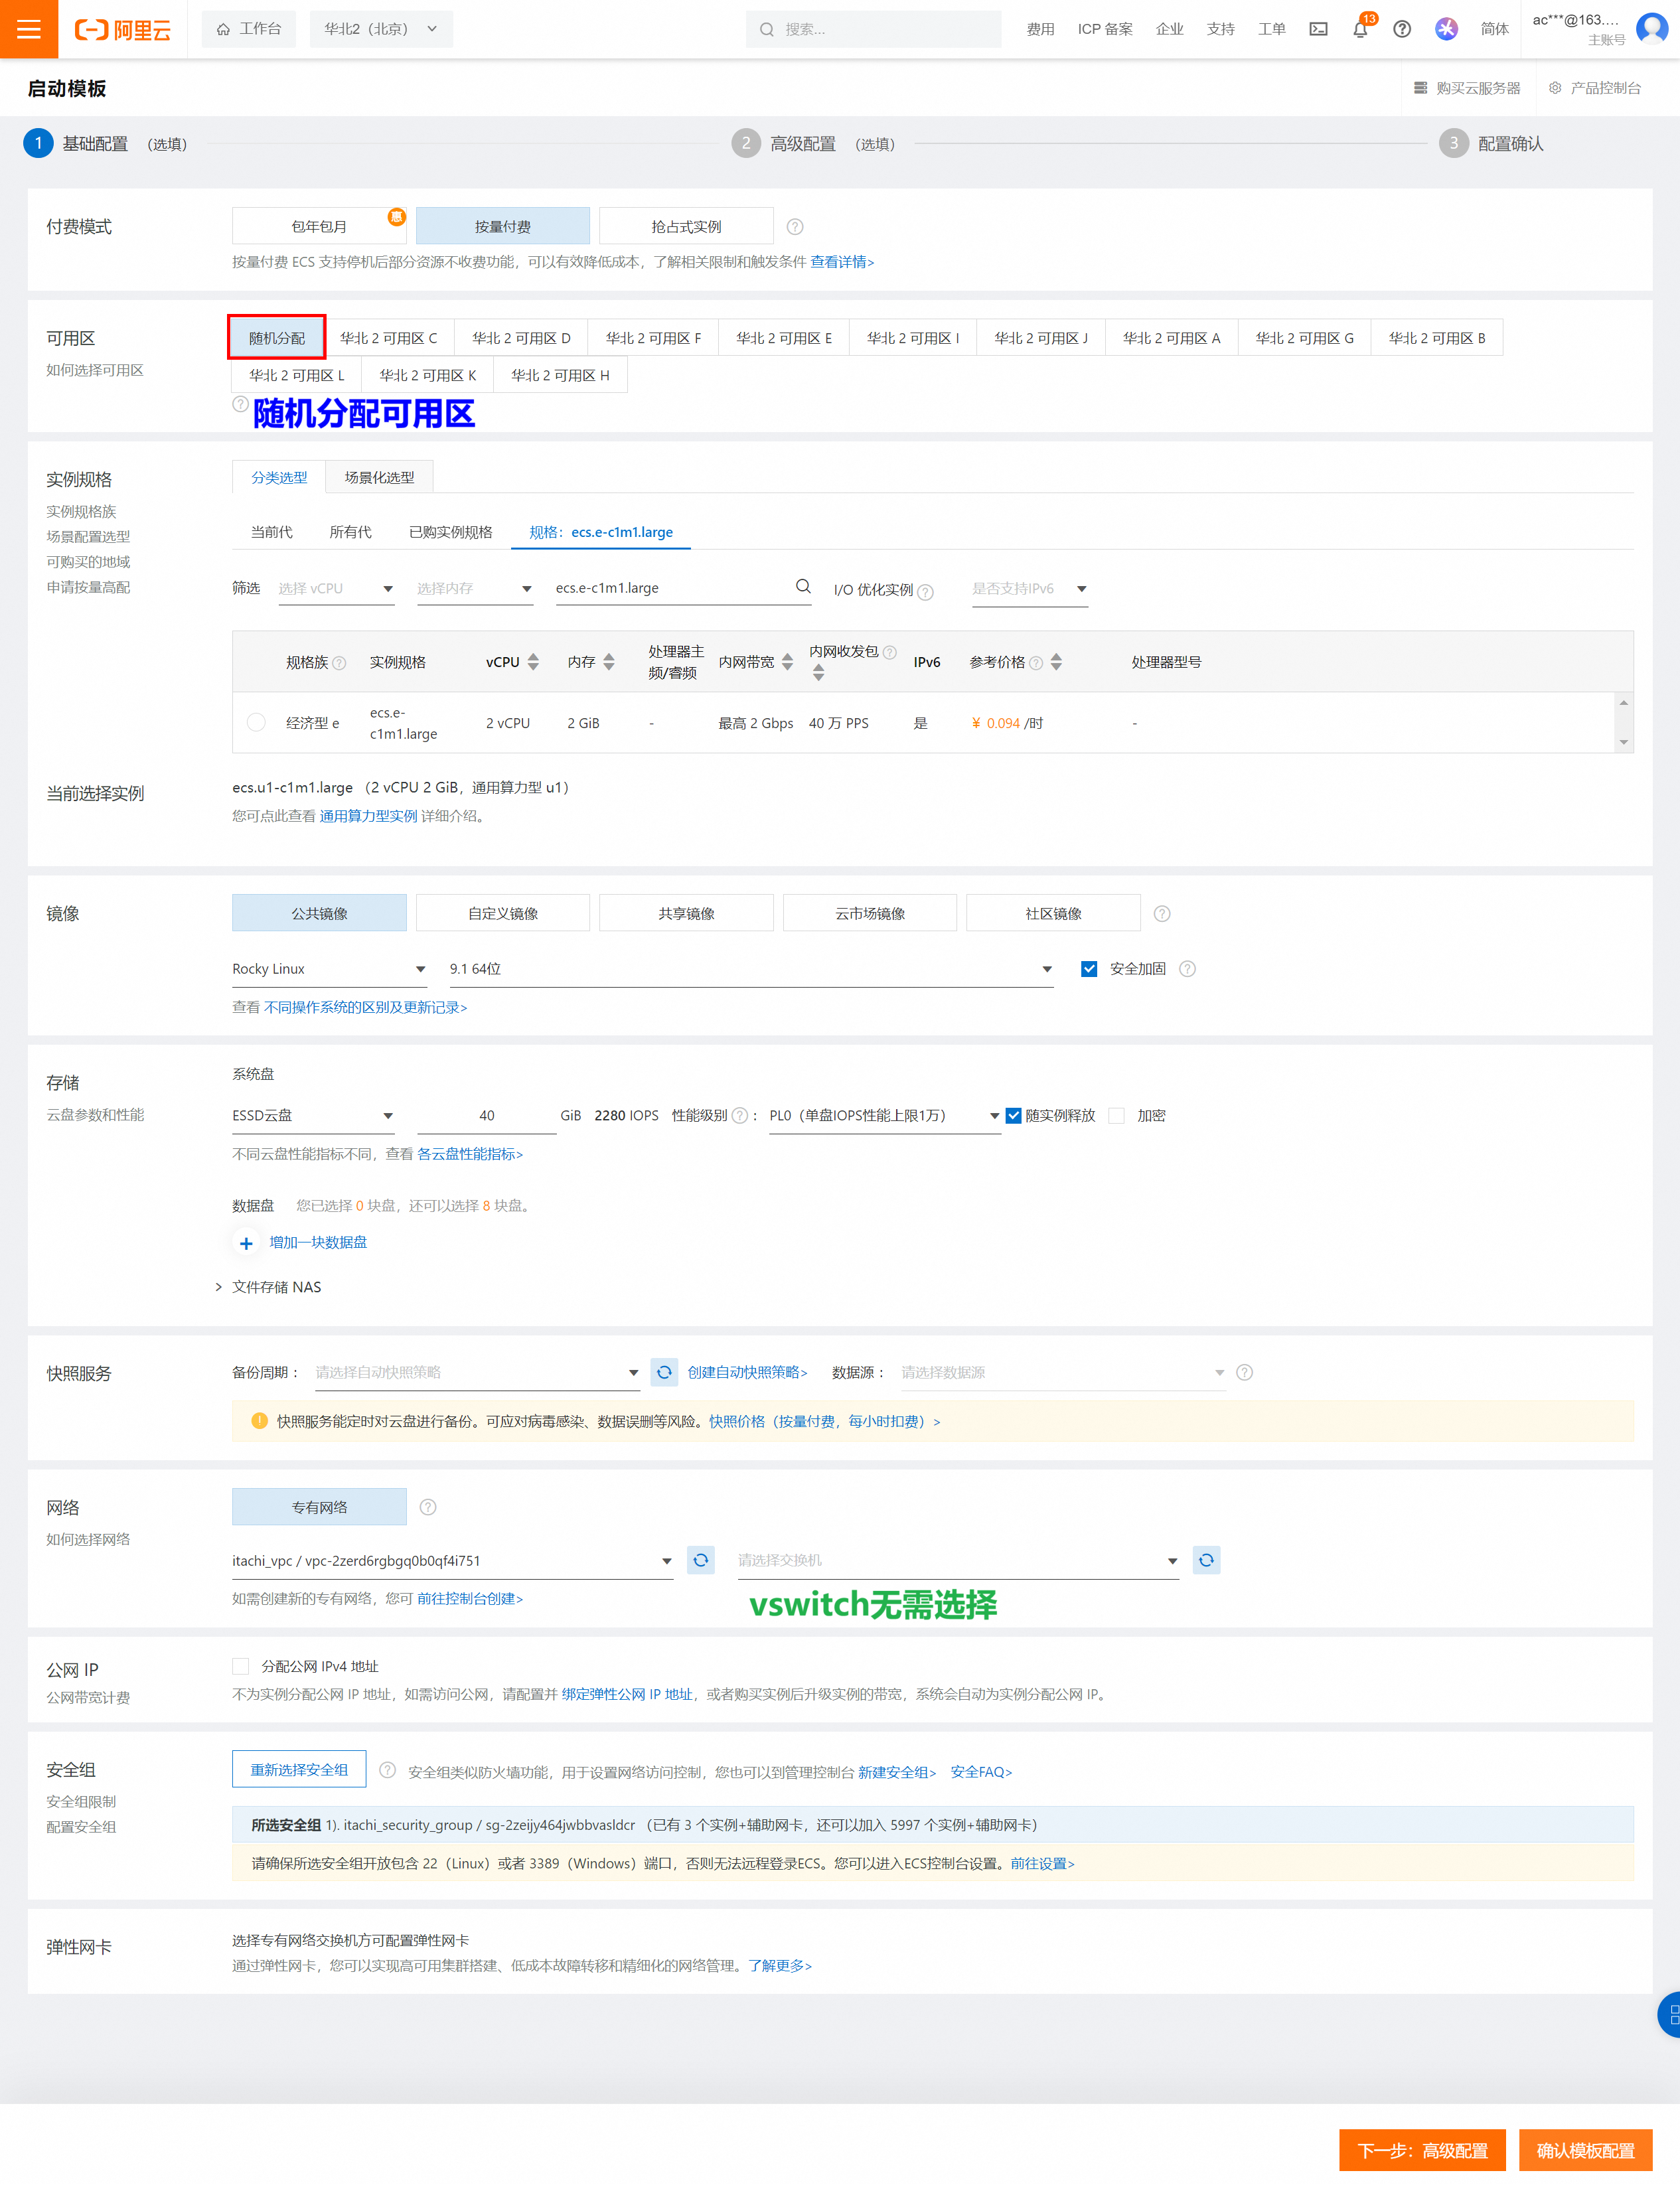 阿里云 工作台 华北2（北京） 搜索... 费用 ICP 备案 企业 支持 工单 13 简体 ac***@163.... 主账号
启动模板 购买云服务器 产品控制台
1 基础配置 （选填） 2 高级配置 （选填） 3 配置确认
付费模式 包年包月 惠 按量付费 抢占式实例
按量付费 ECS 支持停机后部分资源不收费功能，可以有效降低成本，了解相关限制和触发条件 查看详情>
可用区 随机分配 华北 2 可用区 C 华北 2 可用区 D 华北 2 可用区 F 华北 2 可用区 E 华北 2 可用区 I 华北 2 可用区 J 华北 2 可用区 A 华北 2 可用区 G 华北 2 可用区 B
如何选择可用区 华北 2 可用区 L 华北 2 可用区 K 华北 2 可用区 H
随机分配可用区
实例规格 分类选型 场景化选型
实例规格族
场景配置选型 当前代 所有代 已购实例规格 规格：ecs.e-c1m1.large
可购买的地域
申请按量高配 筛选 选择 vCPU 选择内存 ecs.e-c1m1.large I/O 优化实例 是否支持IPv6
规格族 实例规格 vCPU 内存 处理器主频/睿频 内网带宽 内网收发包 IPv6 参考价格 处理器型号
经济型 e ecs.e-c1m1.large 2 vCPU 2 GiB - 最高 2 Gbps 40 万 PPS 是 ¥ 0.094 /时 -
当前选择实例 ecs.u1-c1m1.large （2 vCPU 2 GiB，通用算力型 u1）
您可点此查看 通用算力型实例 详细介绍。
镜像 公共镜像 自定义镜像 共享镜像 云市场镜像 社区镜像
Rocky Linux 9.1 64位 安全加固
查看 不同操作系统的区别及更新记录>
存储 系统盘
云盘参数和性能 ESSD云盘 40 GiB 2280 IOPS 性能级别 ： PL0（单盘IOPS性能上限1万） 随实例释放 加密
不同云盘性能指标不同，查看 各云盘性能指标>
数据盘 您已选择 0 块盘，还可以选择 8 块盘。
增加一块数据盘
> 文件存储 NAS
快照服务 备份周期： 请选择自动快照策略 创建自动快照策略> 数据源： 请选择数据源
快照服务能定时对云盘进行备份。可应对病毒感染、数据误删等风险。快照价格（按量付费，每小时扣费）>
网络 专有网络
如何选择网络
itachi_vpc / vpc-2zerd6rgbgq0b0qf4i751 请选择交换机
如需创建新的专有网络，您可 前往控制台创建>
vswitch无需选择
公网 IP 分配公网 IPv4 地址
公网带宽计费 不为实例分配公网 IP 地址，如需访问公网，请配置并 绑定弹性公网 IP 地址，或者购买实例后升级实例的带宽，系统会自动为实例分配公网 IP。
安全组 重新选择安全组 安全组类似防火墙功能，用于设置网络访问控制，您也可以到管理控制台 新建安全组> 安全FAQ>
安全组限制
配置安全组 所选安全组 1). itachi_security_group / sg-2zeijy464jwbbvasldcr （已有 3 个实例+辅助网卡，还可以加入 5997 个实例+辅助网卡）
请确保所选安全组开放包含 22（Linux）或者 3389（Windows）端口，否则无法远程登录ECS。您可以进入ECS控制台设置。前往设置>
弹性网卡 选择专有网络交换机方可配置弹性网卡
通过弹性网卡，您可以实现高可用集群搭建、低成本故障转移和精细化的网络管理。了解更多>
下一步：高级配置 确认模板配置